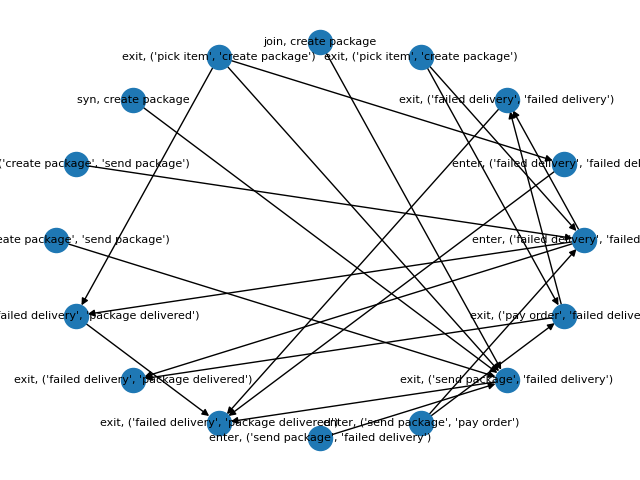 join, create package
exit, ('pick item', 'create package')
exit, ('pick item', 'create package')
syn, create package
exit, ('failed delivery', 'failed delivery')
('create package', 'send package')
enter, ('failed delivery', 'failed del
eate package', 'send package')
enter, ('failed delivery', 'failed
failed delivery', 'package delivered')
exit, ('pay order', 'failed delive
exit, ('failed delivery', 'package delivered')
exit, ('send package', 'failed delivery')
exit, ('failed delivery', 'package delivered')
enter, ('send package', 'pay order')
enter, ('send package', 'failed delivery')